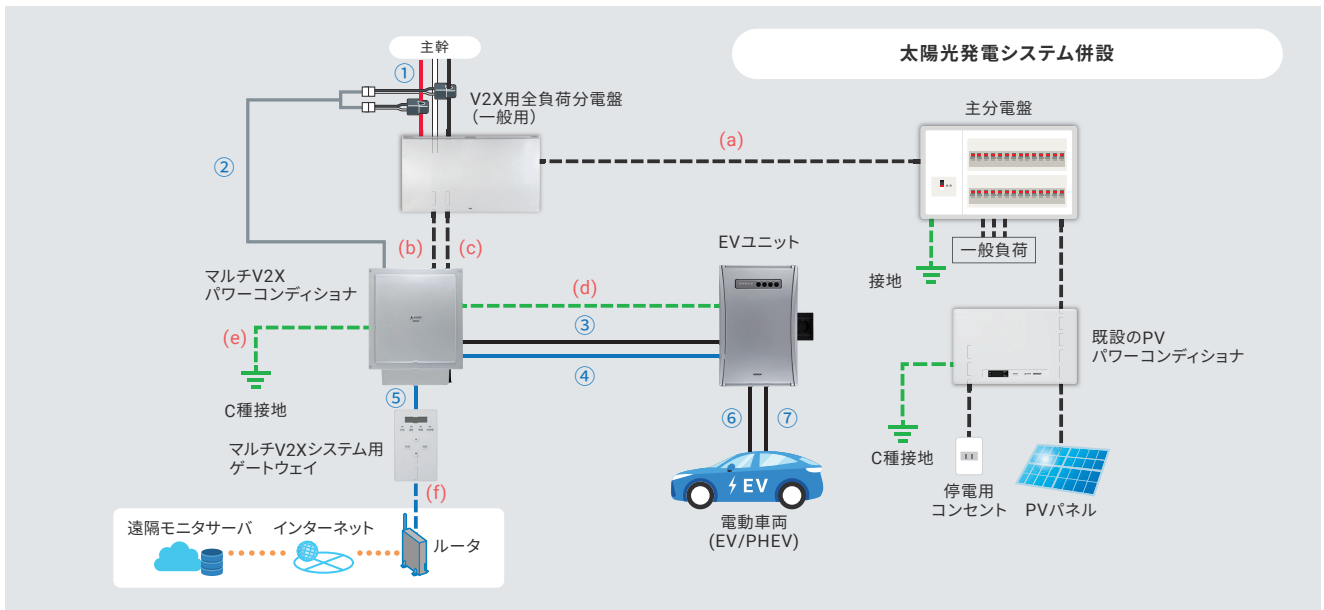 太陽光発電システム併設
主幹
①
V2X用全負荷分電盤
（一般用）
主分電盤
(a)
②
(b)
(c)
一般負荷
接地
EVユニット
マルチV2X
パワーコンディショナ
(d)
③
(e)
④
C種接地
⑤
既設のPV
パワーコンディショナ
マルチV2Xシステム用
ゲートウェイ
⑥
⑦
C種接地
EV
(f)
停電用
コンセント
PVパネル
電動車両
(EV/PHEV)
遠隔モニタサーバ
インターネット
ルータ